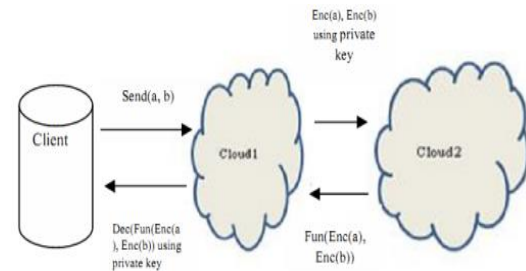 Enc(a), Enc(b)
using private
key
Send(a, b)
Client
Cloud1
Cloud2
Dec(Fun(Enc(a
), Enc(b)) using
private key
Fun(Enc(a),
Enc(b))